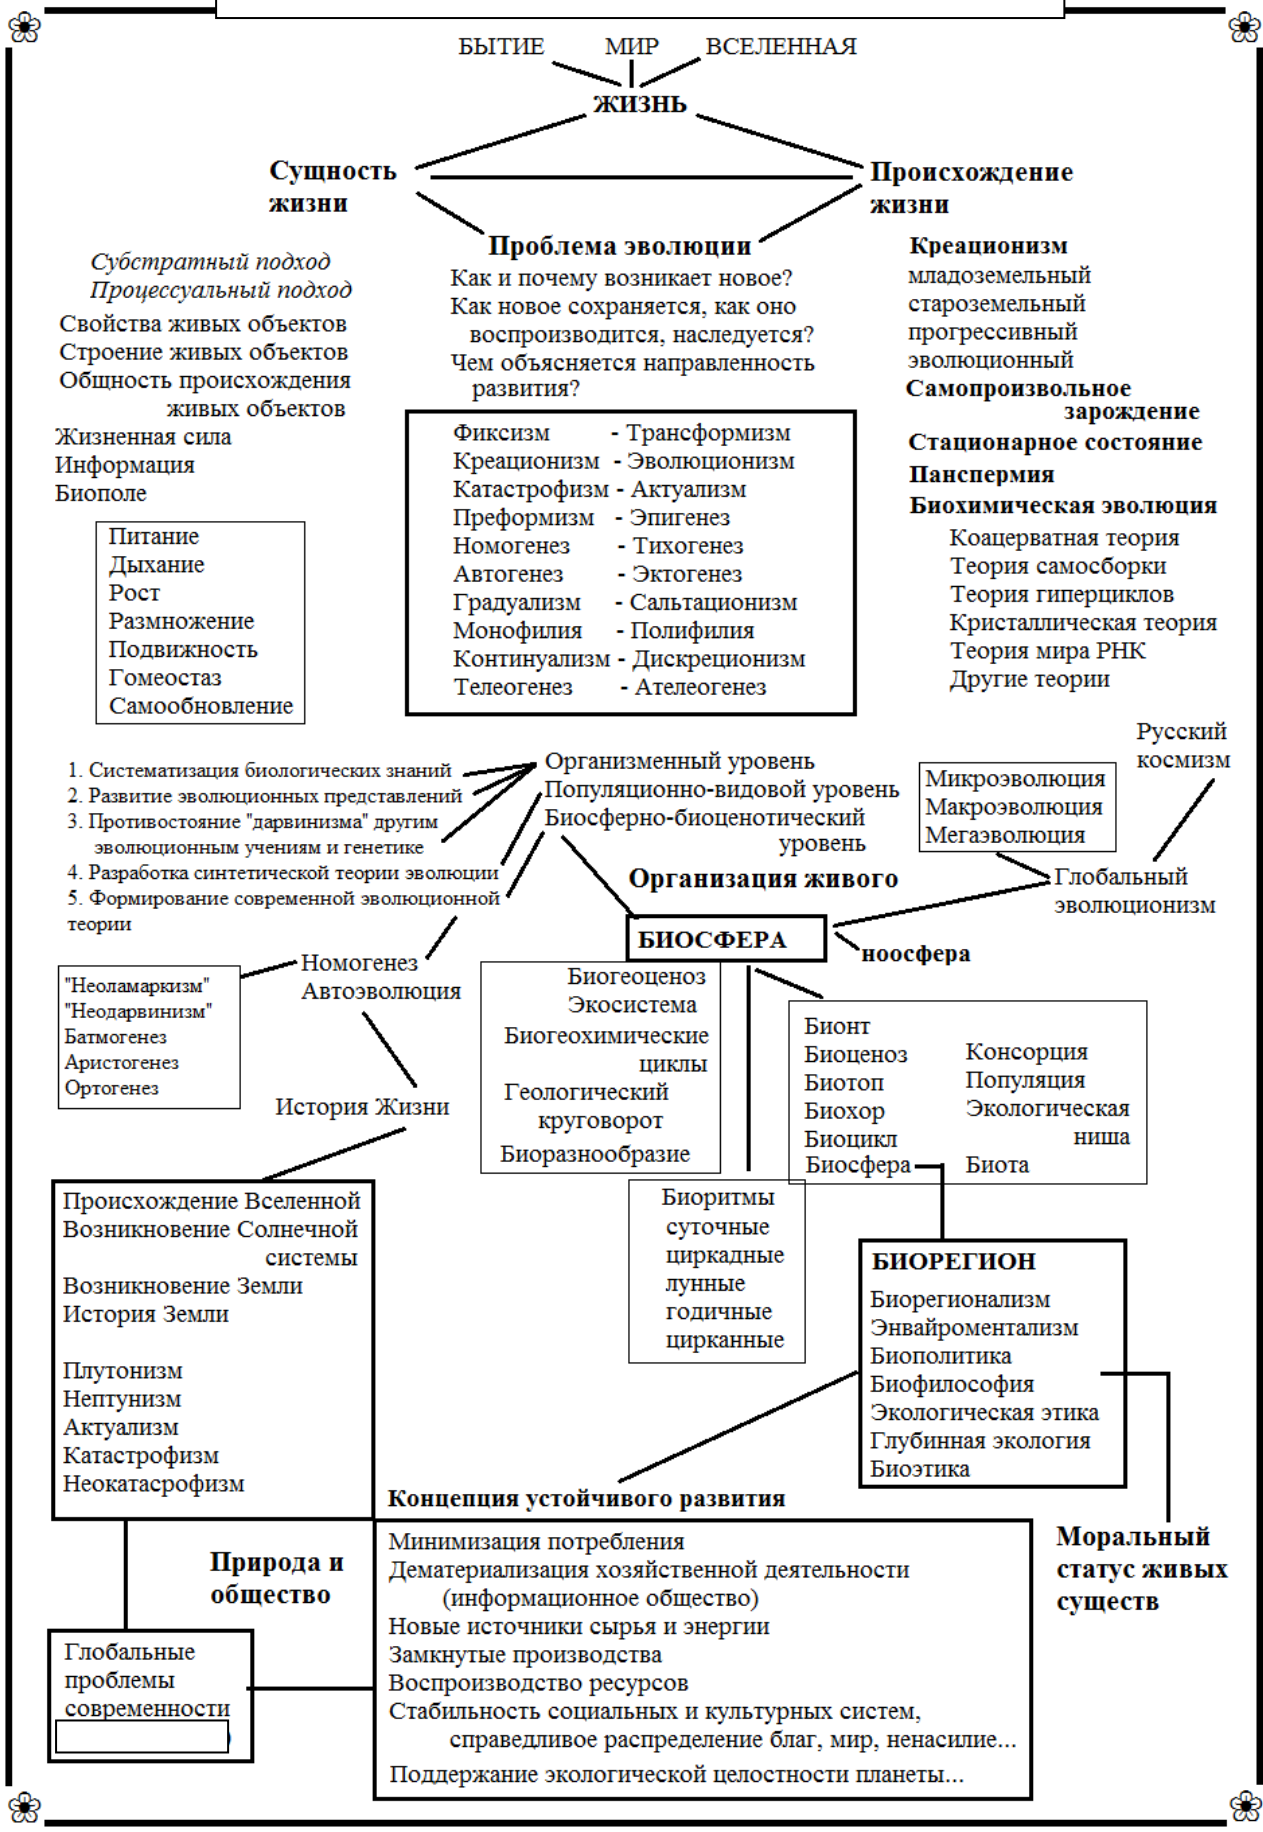 БЫТИЕ МИР ВСЕЛЕННАЯ
ЖИЗНЬ
Сущность
жизни
Происхождение
жизни
Проблема эволюции
Как и почему возникает новое?
Как новое сохраняется, как оно
воспроизводится, наследуется?
Чем объясняется направленность
развития?
Субстратный подход
Процессуальный подход
Свойства живых объектов
Строение живых объектов
Общность происхождения
живых объектов
Жизненная сила
Информация
Биополе
Питание
Дыхание
Рост
Размножение
Подвижность
Гомеостаз
Самообновление
Фиксизм - Трансформизм
Креационизм - Эволюционизм
Катастрофизм - Актуализм
Преформизм - Эпигенез
Номогенез - Тихогенез
Автогенез - Эктогенез
Градуализм - Сальтационизм
Монофилия - Полифилия
Континуализм - Дискреционизм
Телеогенез - Ателеогенез
Креационизм
младоземельный
староземельный
прогрессивный
эволюционный
Самопроизвольное
зарождение
Стационарное состояние
Панспермия
Биохимическая эволюция
Коацерватная теория
Теория самосборки
Теория гиперциклов
Кристаллическая теория
Теория мира РНК
Другие теории
1. Систематизация биологических знаний
2. Развитие эволюционных представлений
3. Противостояние "дарвинизма" другим
эволюционным учениям и генетике
4. Разработка синтетической теории эволюции
5. Формирование современной эволюционной
теории
Организменный уровень
Популяционно-видовой уровень
Биосферно-биоценотический
уровень
Организация живого
Русский
космизм
Микроэволюция
Макроэволюция
Мегаэволюция
Глобальный
эволюционизм
БИОСФЕРА
ноосфера
Номогенез
Автоэволюция
"Неоламаркизм"
"Неодарвинизм"
Батмогенез
Аристогенез
Ортогенез
История Жизни
Биогеоценоз
Экосистема
Биогеохимические
циклы
Геологический
круговорот
Биоразнообразие
Бионт
Биоценоз
Биотоп
Биохор
Биоцикл
Биосфера
Консорция
Популяция
Экологическая
ниша
Биота
Биоритмы
суточные
циркадные
лунные
годичные
цирканные
БИОРЕГИОН
Биорегионализм
Энвайроментализм
Биополитика
Биофилософия
Экологическая этика
Глубинная экология
Биоэтика
Происхождение Вселенной
Возникновение Солнечной
системы
Возникновение Земли
История Земли
Плутонизм
Нептунизм
Актуализм
Катастрофизм
Неокатасрофизм
Концепция устойчивого развития
Минимизация потребления
Дематериализация хозяйственной деятельности
(информационное общество)
Новые источники сырья и энергии
Замкнутые производства
Воспроизводство ресурсов
Стабильность социальных и культурных систем,
справедливое распределение благ, мир, ненасилие...
Поддержание экологической целостности планеты...
Природа и
общество
Моральный
статус живых
существ
Глобальные
проблемы
современности